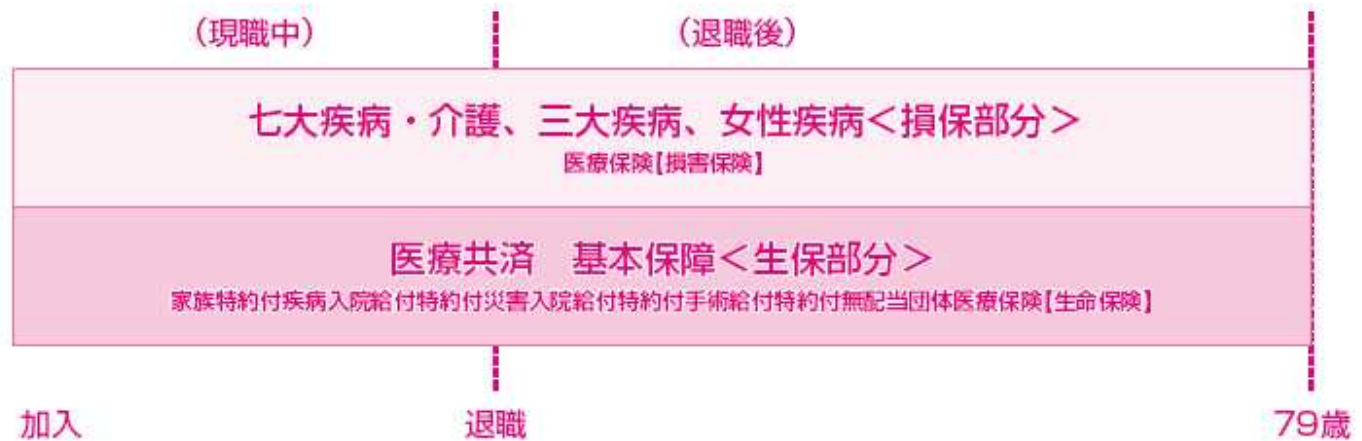 （現職中）
（退職後）
七大疾病・介護、三大疾病、女性疾病＜損保部分＞
医療保険【損害保険】
医療共済　基本保障＜生保部分＞
家族特約付疾病入院給付特約付災害入院給付特約付手術給付特約付無配当団体医療保険【生命保険】
加入
退職
79歳